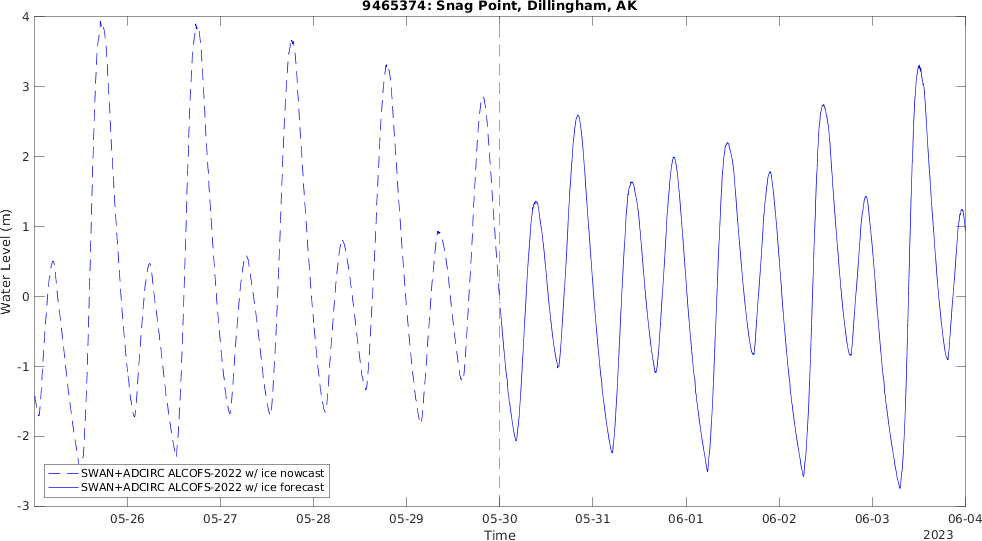 9465374: Snag Point, Dillingham, AK
Water Level (m)
4
3
2
1
0
-1
-2
-3
SWAN+ADCIRC ALCOFS-2022 w/ ice nowcast
SWAN+ADCIRC ALCOFS-2022 w/ ice forecast
05-26 05-27 05-28 05-29 05-30 05-31 06-01 06-02 06-03 06-04
Time
2023